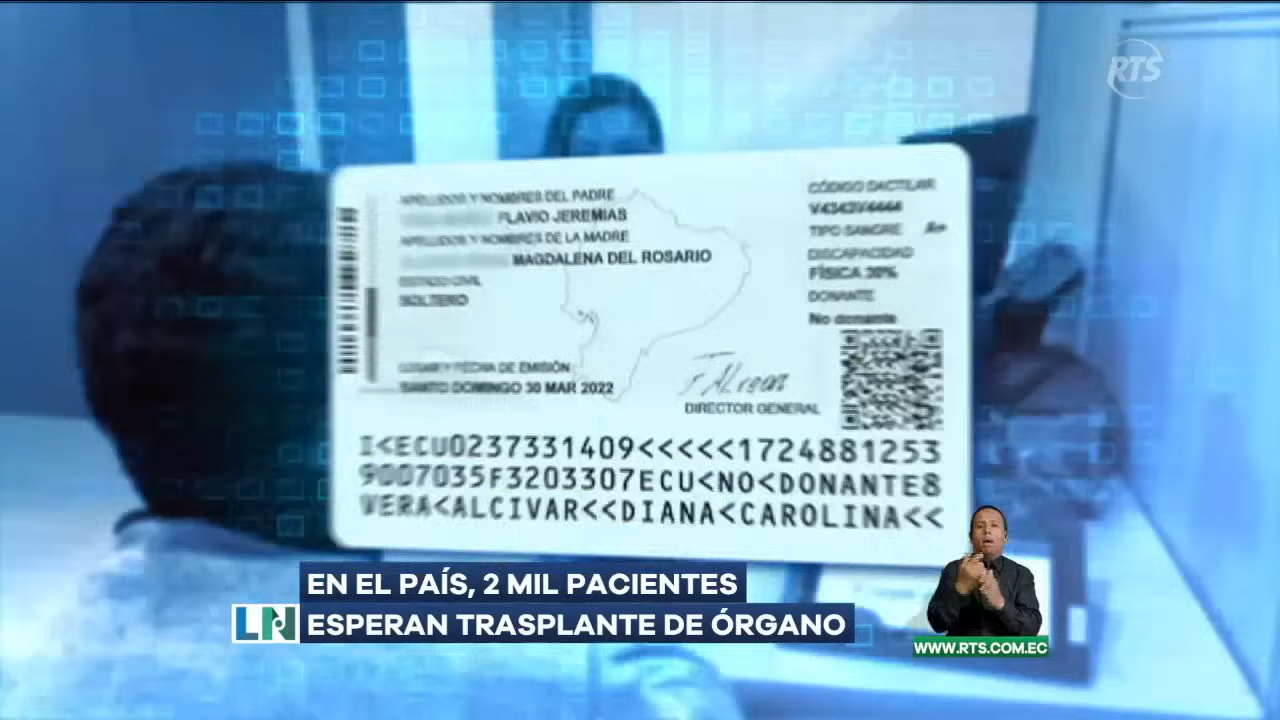 RTS
APELLIDOS Y NOMBRES DEL PADRE
FLAVIO JEREMIAS
APELLIDOS Y NOMBRES DE LA MADRE
MAGDALENA DEL ROSARIO
ESTADO CIVIL
SOLTERO
LUGAR Y FECHA DE EMISIÓN
SANTO DOMINGO 30 MAR 2022
CÓDIGO DACTILAR
V4343V4444
TIPO SANGRE
DISCAPACIDAD
FÍSICA 30%
DONANTE
No donante
DIRECTOR GENERAL
I<ECU0237331409<<<<<1724881253
9007035F3203307ECU<NO<DONANTE8
VERA<ALCIVAR<<DIANA<CAROLINA<<
EN EL PAÍS, 2 MIL PACIENTES
LN ESPERAN TRASPLANTE DE ÓRGANO
WWW.RTS.COM.EC